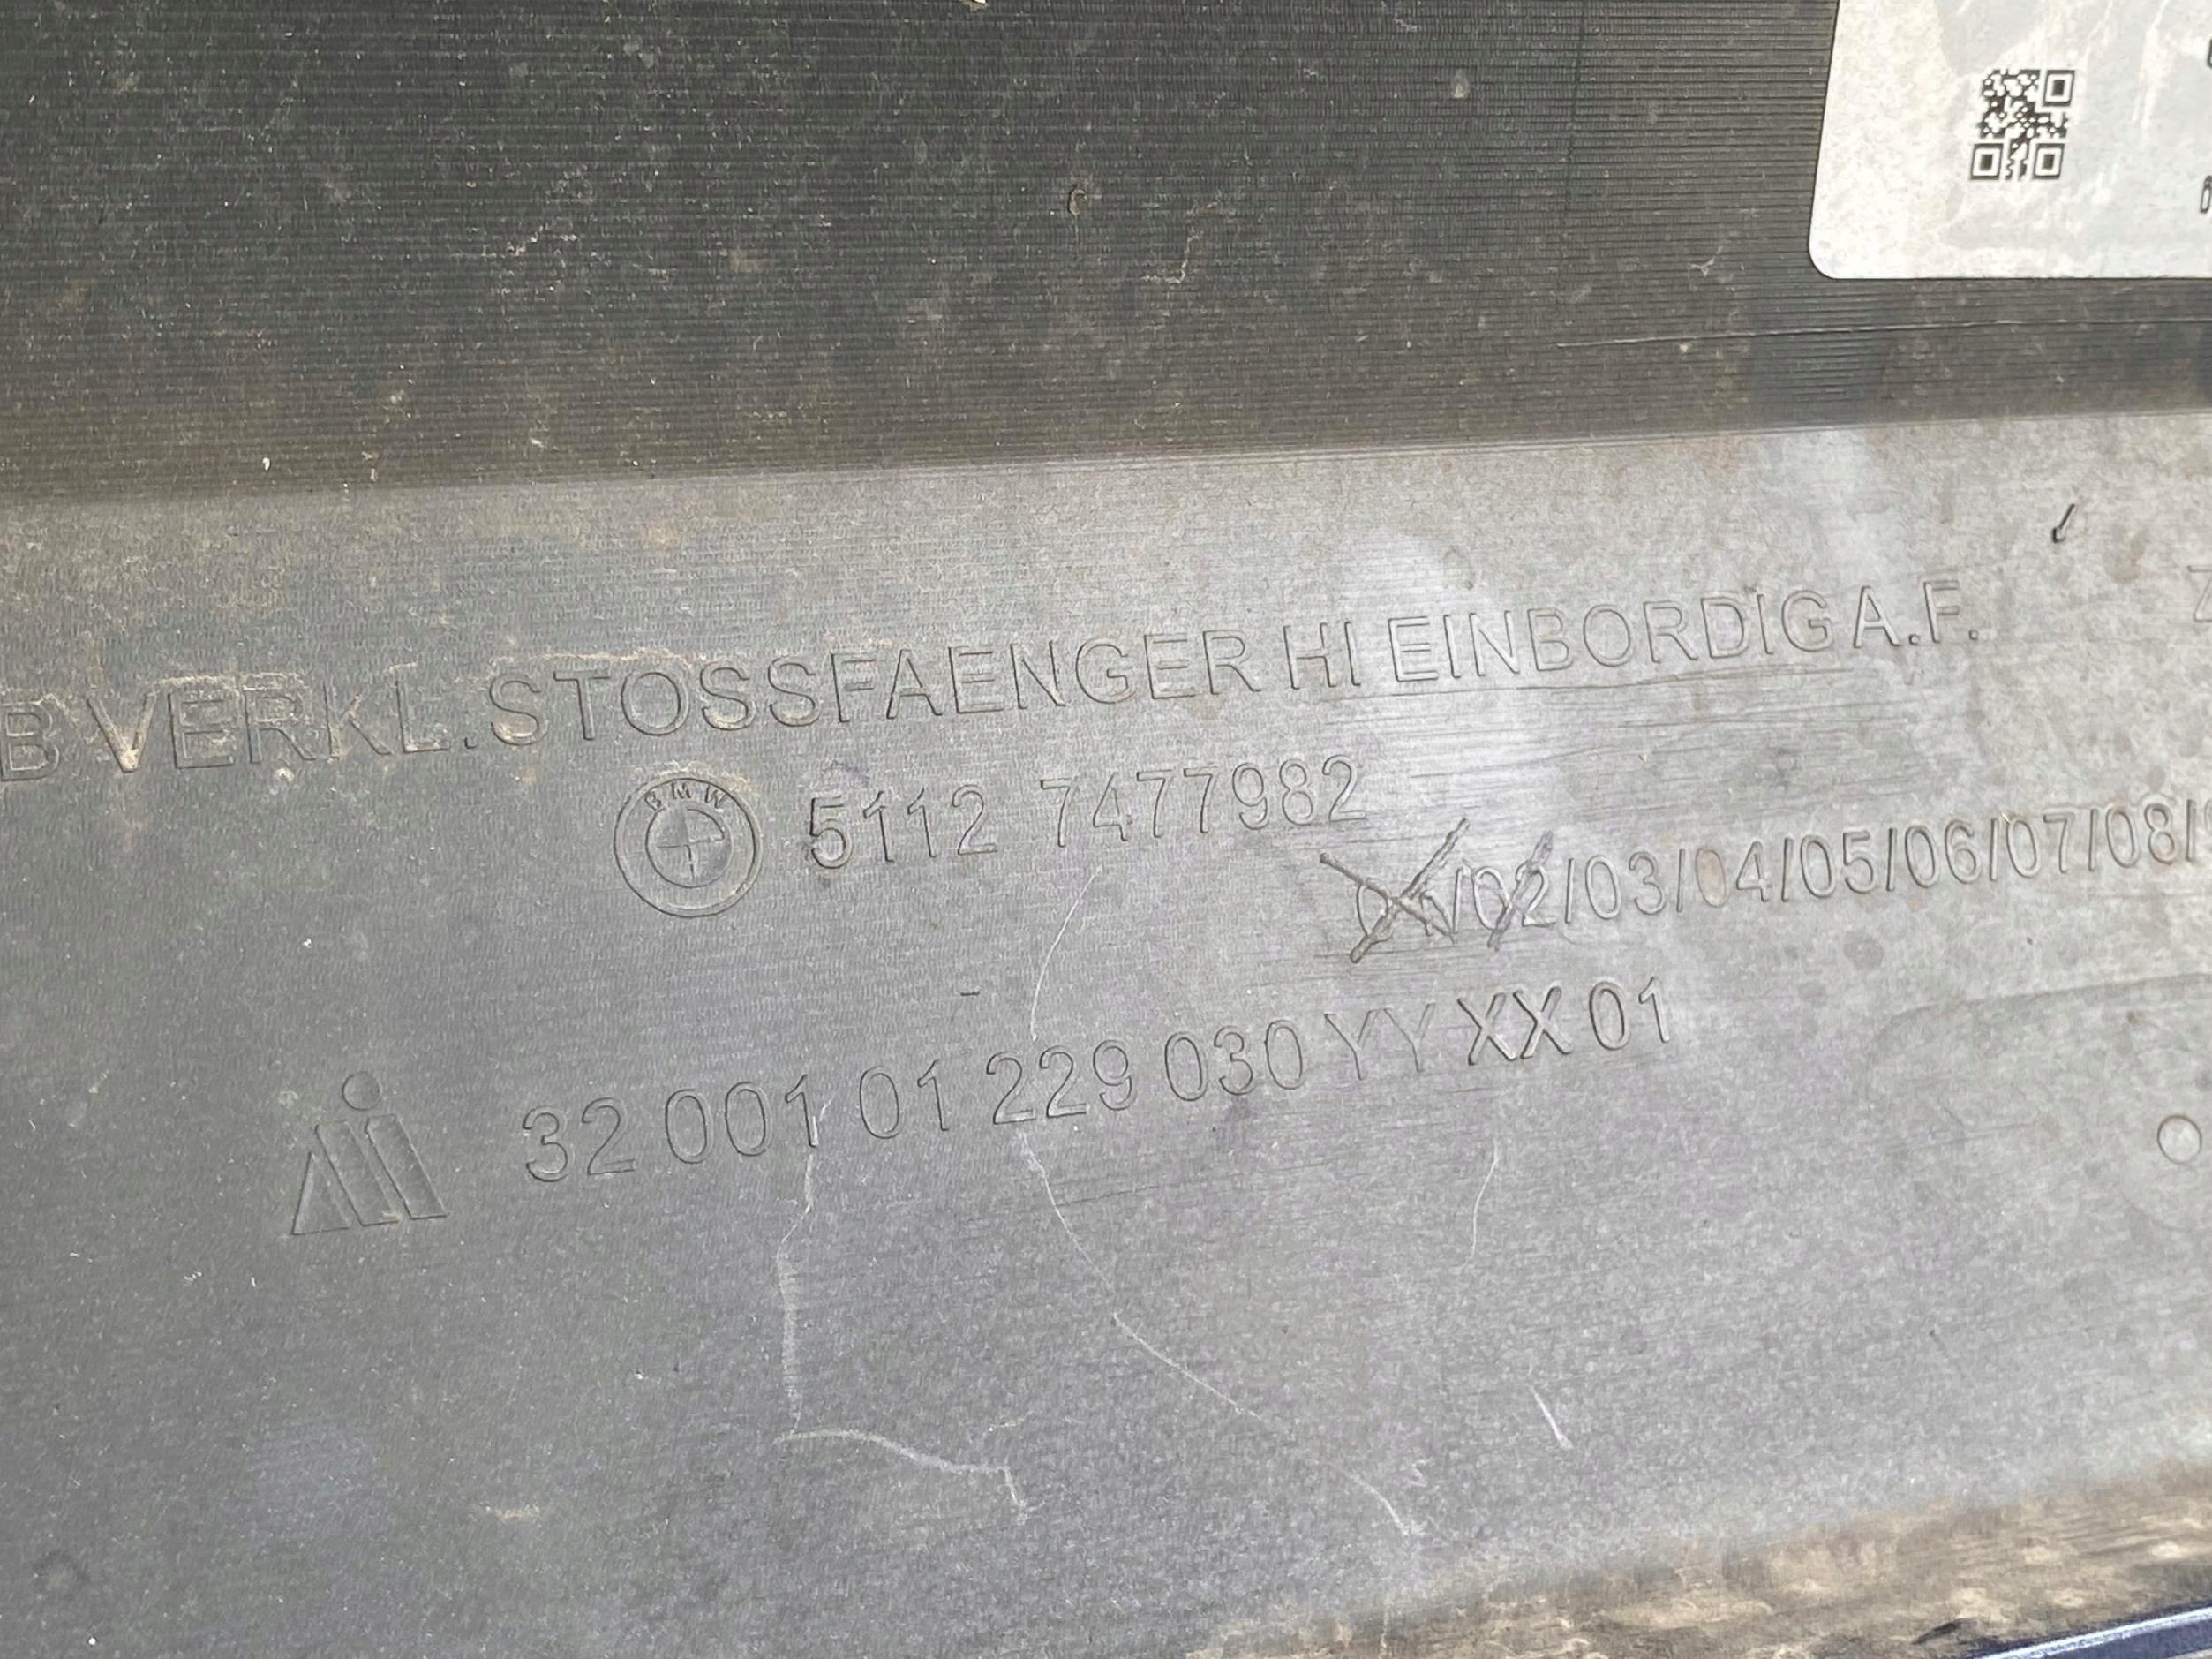 B VERKL.STOSSFAENGER HI EINBORDIG A.F.
BMW 5112 7477982
01/02/03/04/05/06/07/08/
32 001 01 229 030 YY XX 01